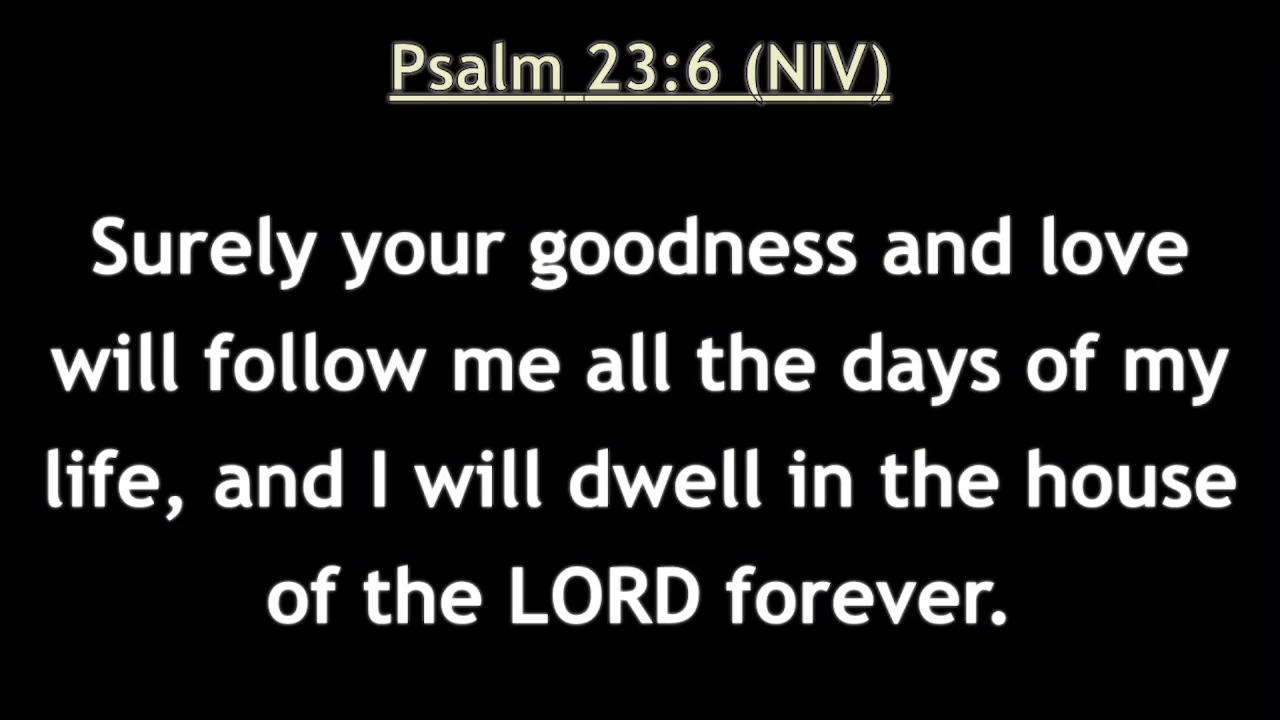 Psalm 23:6 (NIV)
Surely your goodness and love
will follow me all the days of my
life, and I will dwell in the house
of the LORD forever.